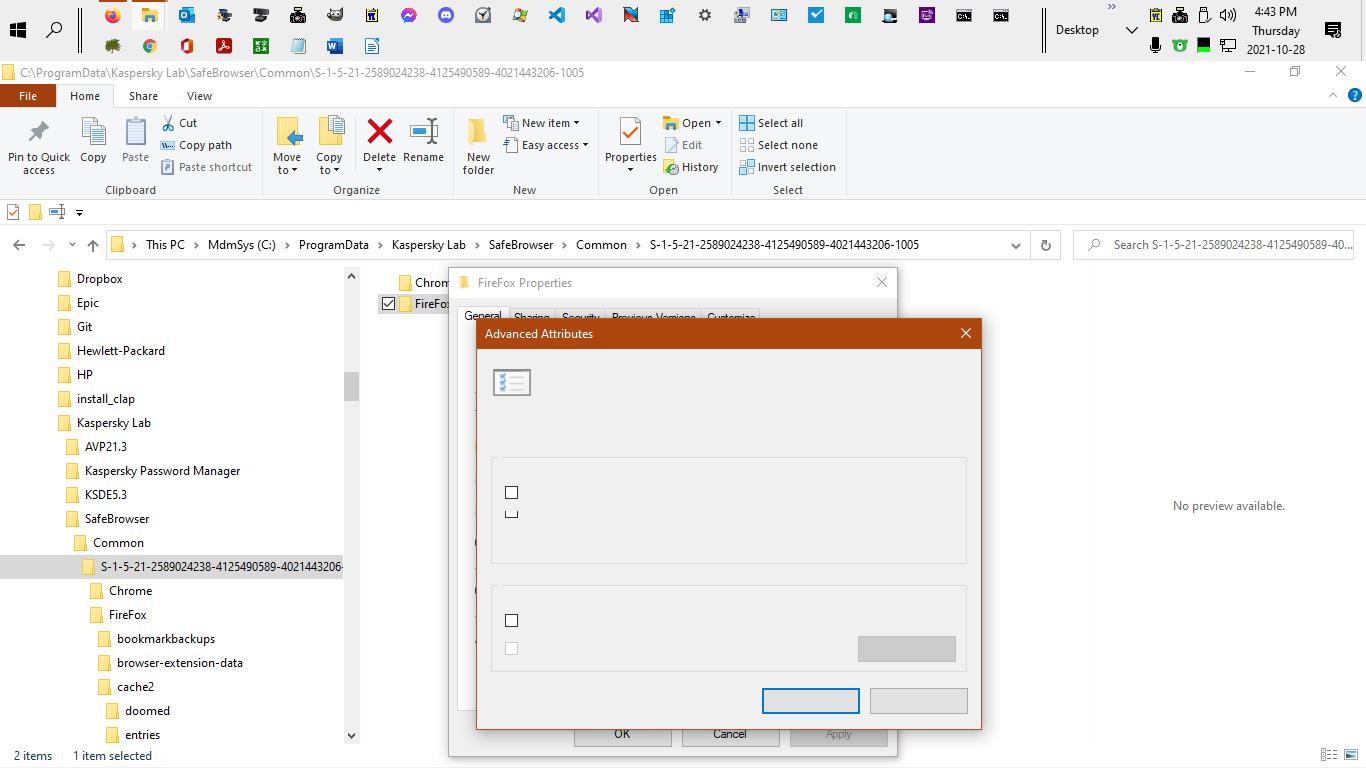 Desktop
4:43 PM
Thursday
2021-10-28
C:\ProgramData\Kaspersky Lab\SafeBrowser\Common\S-1-5-21-2589024238-4125490589-4021443206-1005
File Home Share View
Pin to Quick access
Copy
Paste
Cut
Copy path
Paste shortcut
Clipboard
Move to
Copy to
Delete
Rename
Organize
New folder
New item
Easy access
New
Properties
Open
Edit
History
Open
Select all
Select none
Invert selection
Select
This PC > MdmSys (C:) > ProgramData > Kaspersky Lab > SafeBrowser > Common > S-1-5-21-2589024238-4125490589-4021443206-1005
Search S-1-5-21-2589024238-4125490589-40...
Dropbox
Epic
Git
Hewlett-Packard
HP
install_clap
Kaspersky Lab
AVP21.3
Kaspersky Password Manager
KSDE5.3
SafeBrowser
Common
S-1-5-21-2589024238-4125490589-4021443206-
Chrome
FireFox
bookmarkbackups
browser-extension-data
cache2
doomed
entries
Chrom
FireFo
FireFox Properties
General Sharing Security Previous Versions Customize
Advanced Attributes
OK Cancel Apply
No preview available.
2 items 1 item selected